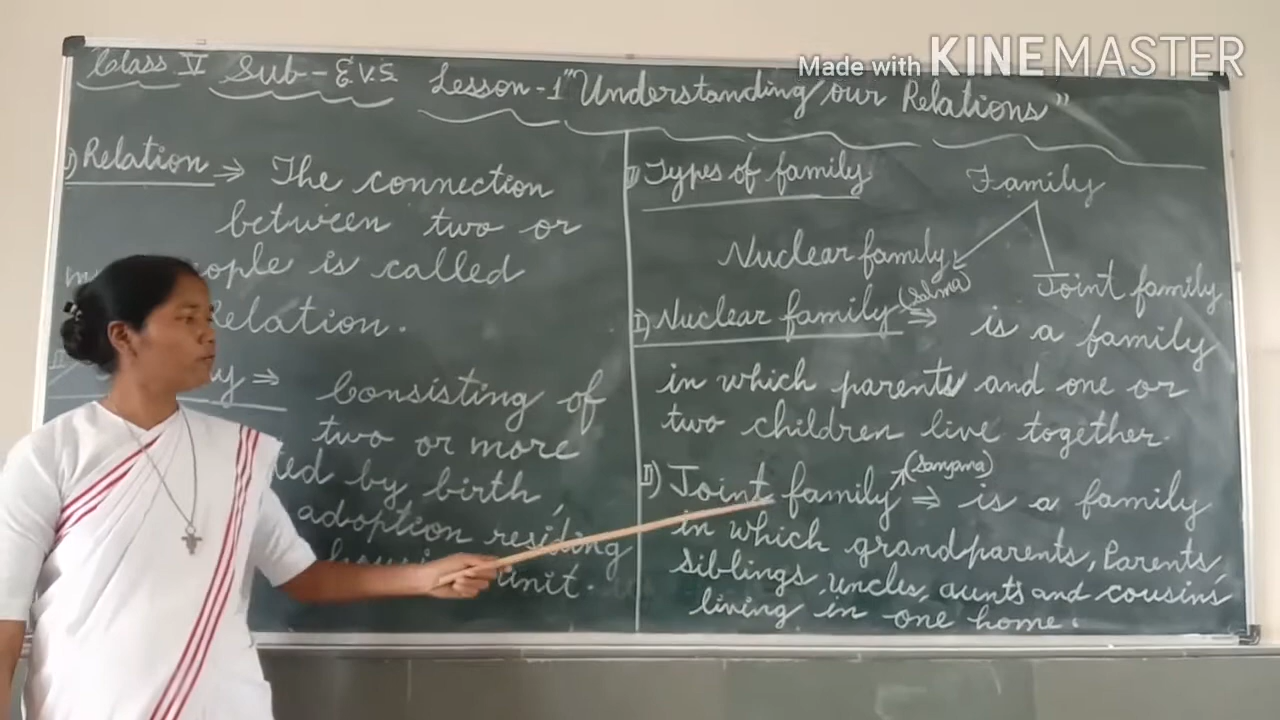 Made with KINEMASTER
Class V Sub - E.V.S. Lesson - 1 "Understanding our Relations"
I) Relation ⇒ The connection
between two or
people is called
Relation.
II) ⇒ Consisting of
two or more
by birth,
adoption residing
unit.
II) Types of family
Family
Nuclear family
Joint family
(Salma)
I) Nuclear family ⇒ is a family
in which parents and one or
two children live together.
II) Joint family ⇒ is a family
in which grandparents, Parents,
siblings, uncles, aunts and cousins
living in one home.